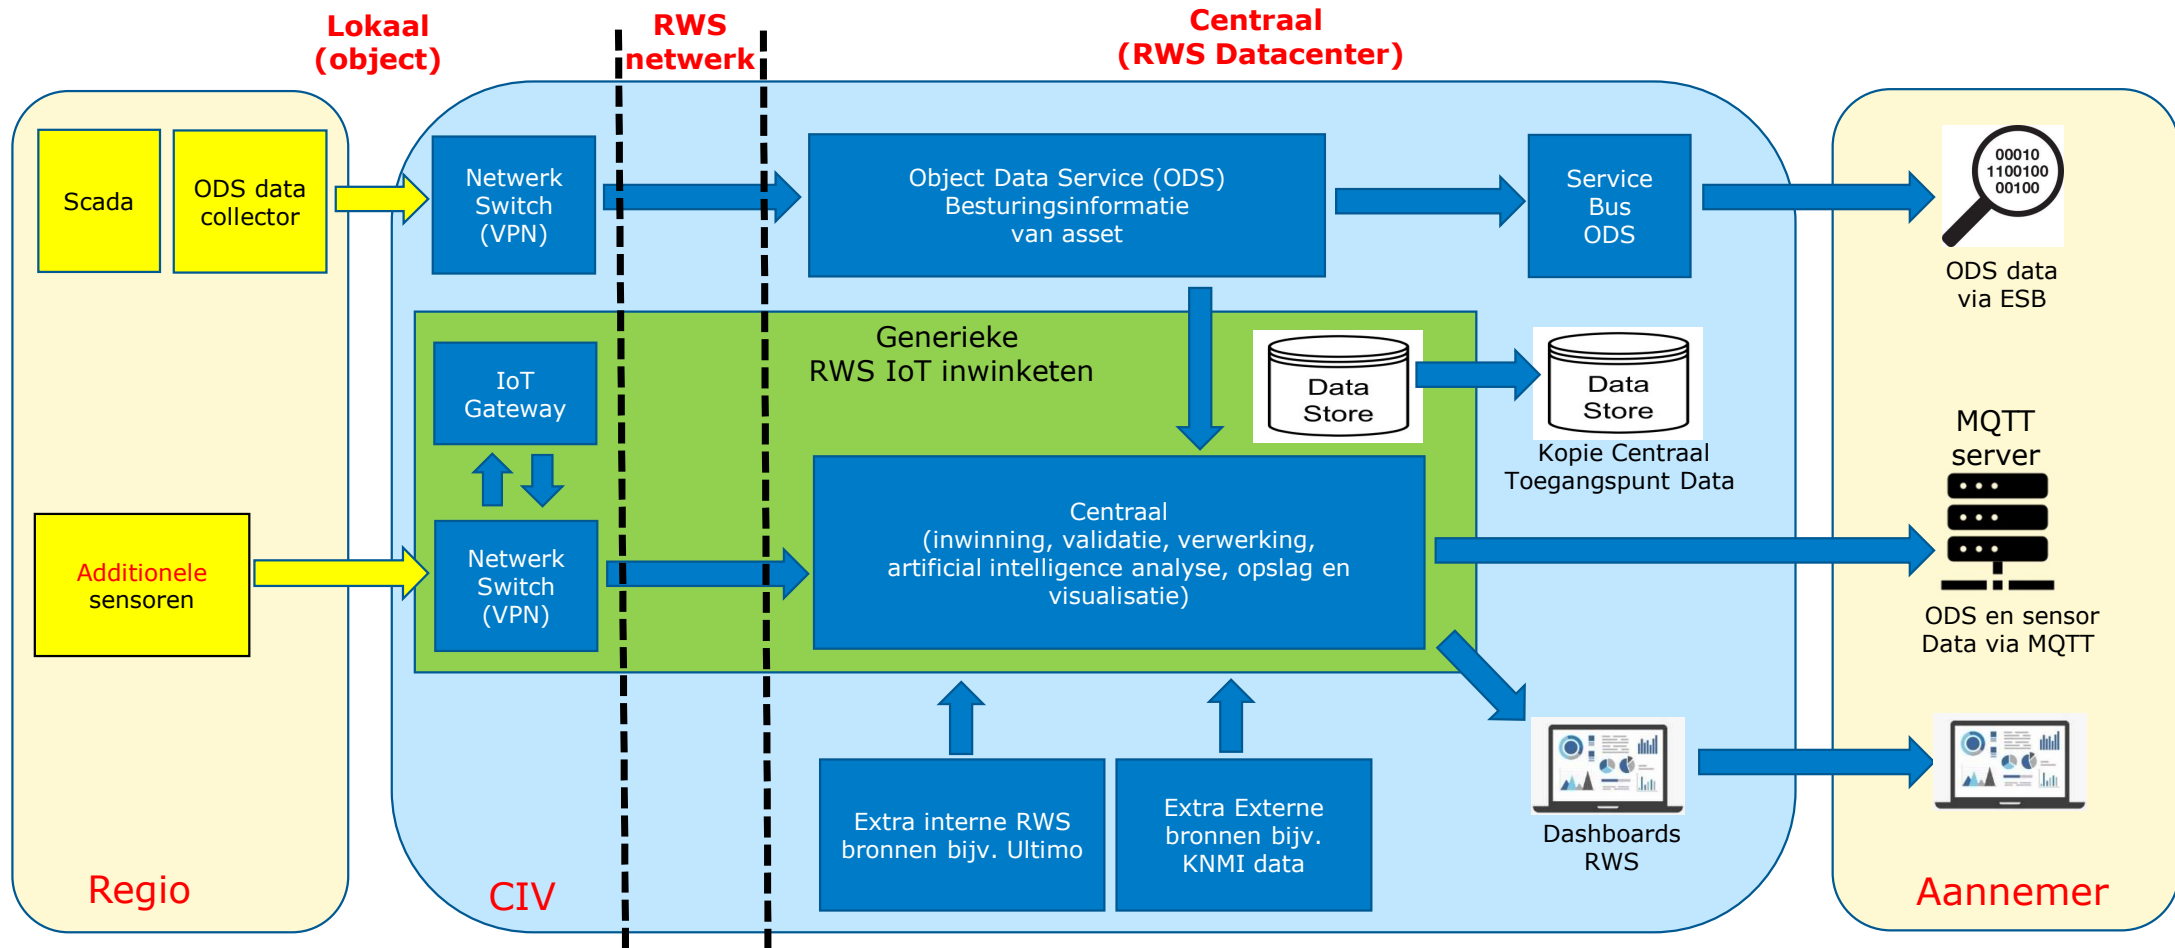 Lokaal
(object)
RWS
netwerk
Centraal
(RWS Datacenter)
Scada
ODS data
collector
Netwerk
Switch
(VPN)
Object Data Service (ODS)
Besturingsinformatie
van asset
Service
Bus
ODS
00010
1100100
00100
ODS data
via ESB
Generieke
RWS IoT inwinketen
IoT
Gateway
Data
Store
Data
Store
Kopie Centraal
Toegangspunt Data
MQTT
server
Additionele
sensoren
Netwerk
Switch
(VPN)
Centraal
(inwinning, validatie, verwerking,
artificial intelligence analyse, opslag en
visualisatie)
ODS en sensor
Data via MQTT
Extra interne RWS
bronnen bijv. Ultimo
Extra Externe
bronnen bijv.
KNMI data
Dashboards
RWS
Regio
CIV
Aannemer